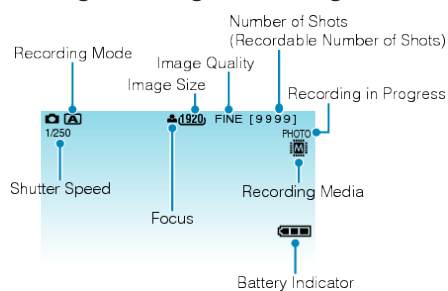 Number of Shots
(Recordable Number of Shots)
Recording Mode
Image Quality
Image Size
Recording in Progress
A 1920 FINE [9999]
1/250
PHOTO
M
Shutter Speed
Recording Media
Focus
Battery Indicator